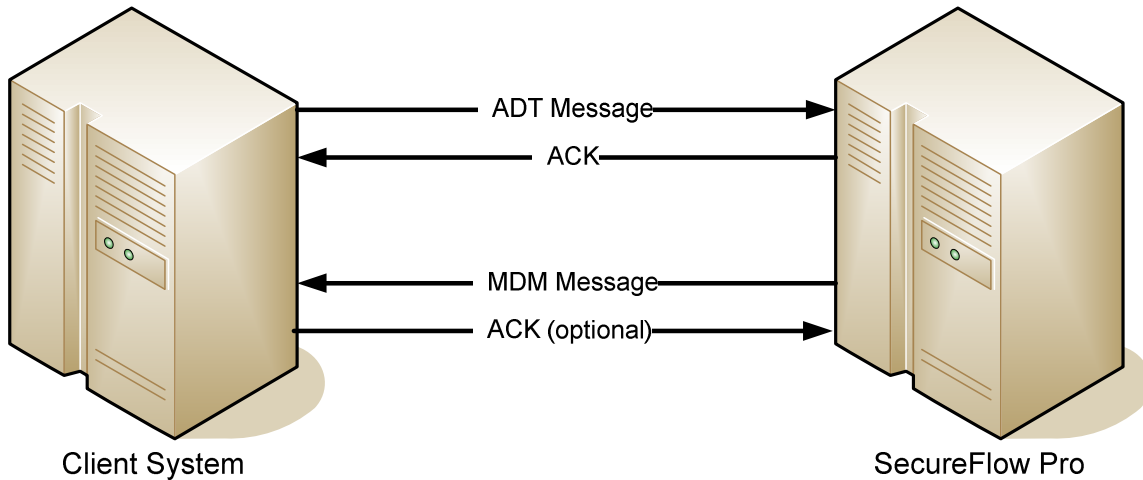 ADT Message
ACK
MDM Message
ACK (optional)
Client System
SecureFlow Pro